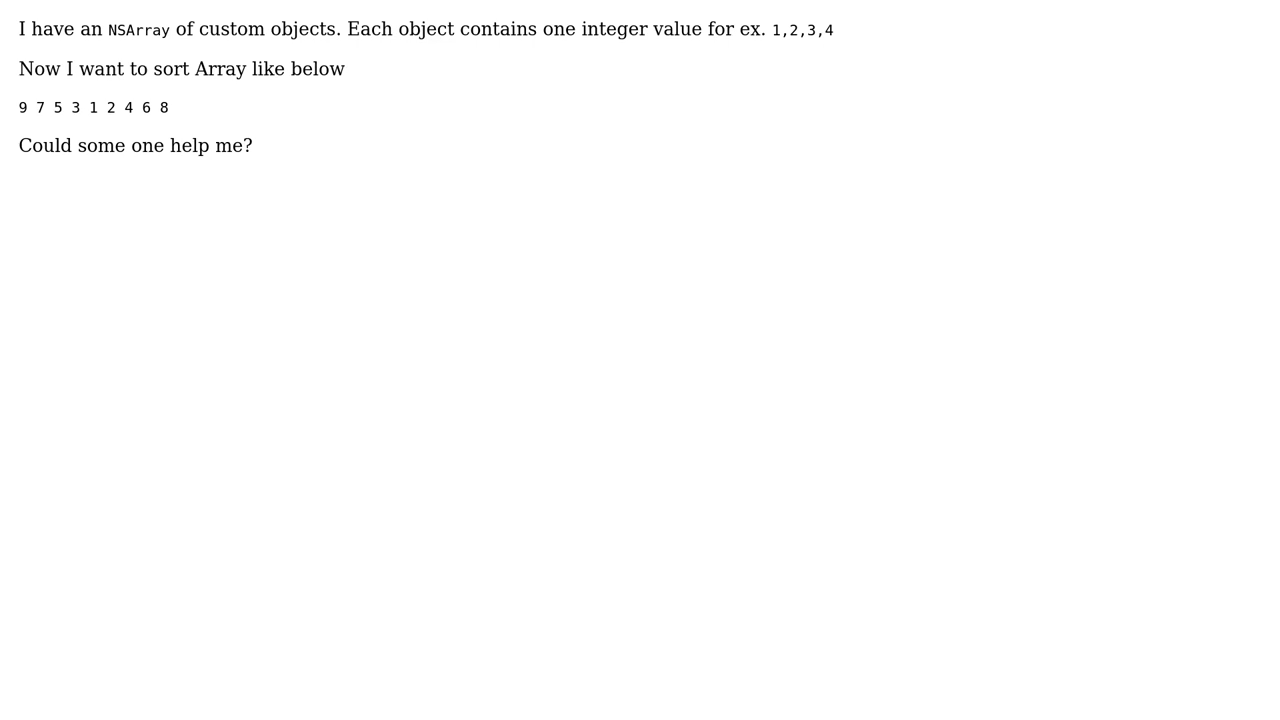 I have an NSArray of custom objects. Each object contains one integer value for ex. 1,2,3,4
Now I want to sort Array like below
9 7 5 3 1 2 4 6 8
Could some one help me?